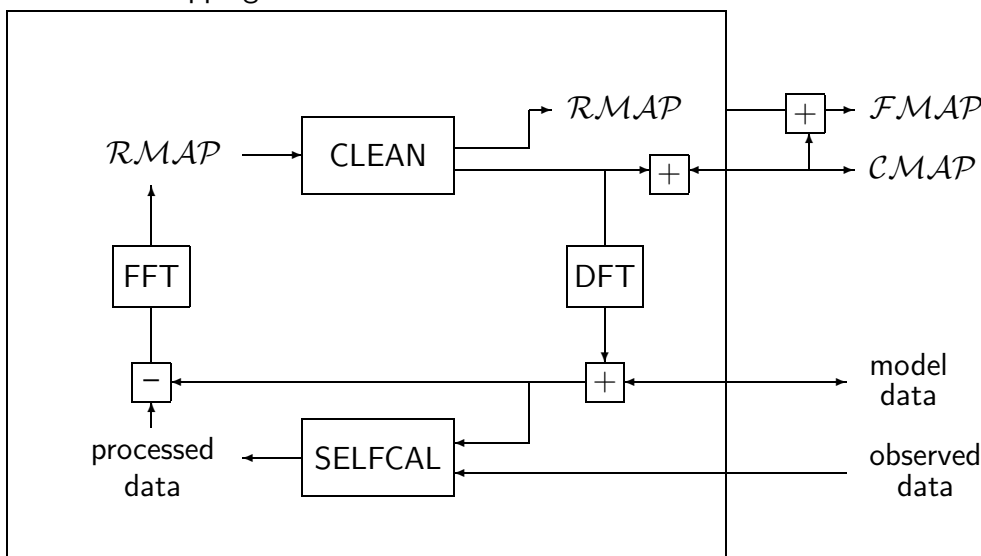 RMAP
FMAP
+
RMAP
CLEAN
+
CMAP
FFT
DFT
−
+
model
data
processed
data
SELFCAL
observed
data